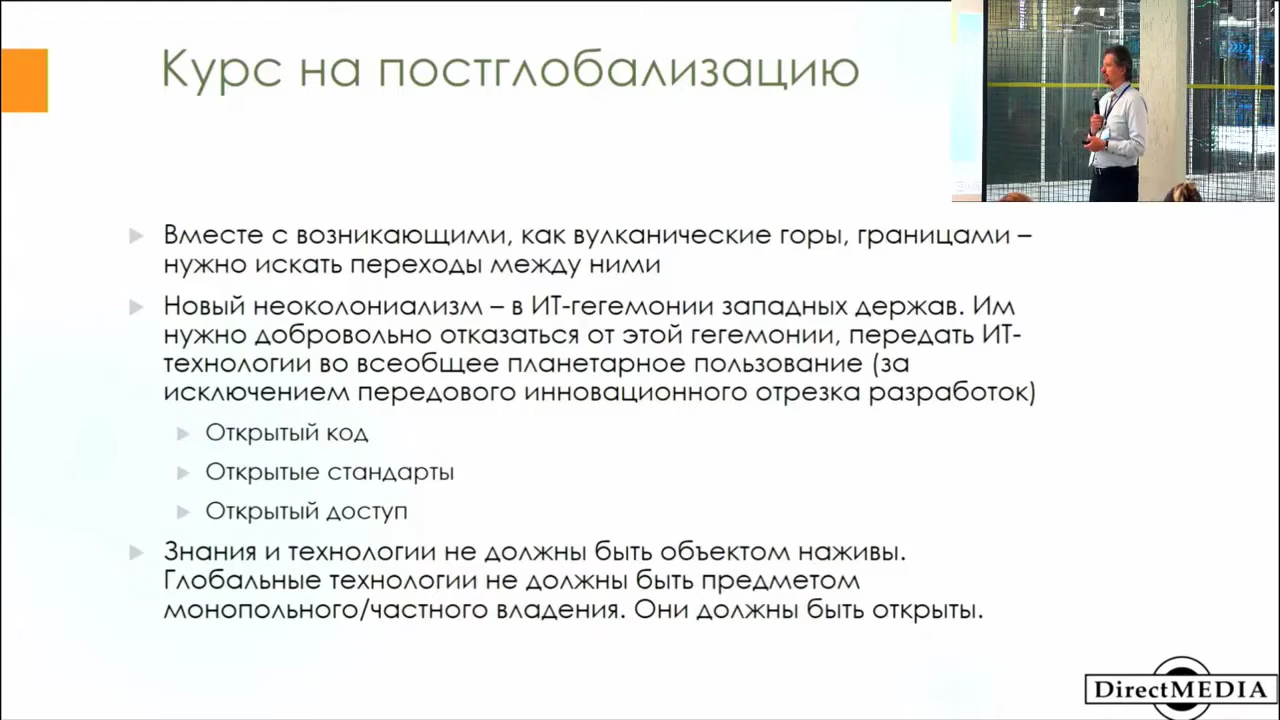 Курс на постглобализацию
Вместе с возникающими, как вулканические горы, границами –
нужно искать переходы между ними
Новый неоколониализм – в ИТ-гегемонии западных держав. Им
нужно добровольно отказаться от этой гегемонии, передать ИТ-
технологии во всеобщее планетарное пользование (за
исключением передового инновационного отрезка разработок)
Открытый код
Открытые стандарты
Открытый доступ
Знания и технологии не должны быть объектом наживы.
Глобальные технологии не должны быть предметом
монопольного/частного владения. Они должны быть открыты.
DirectMEDIA